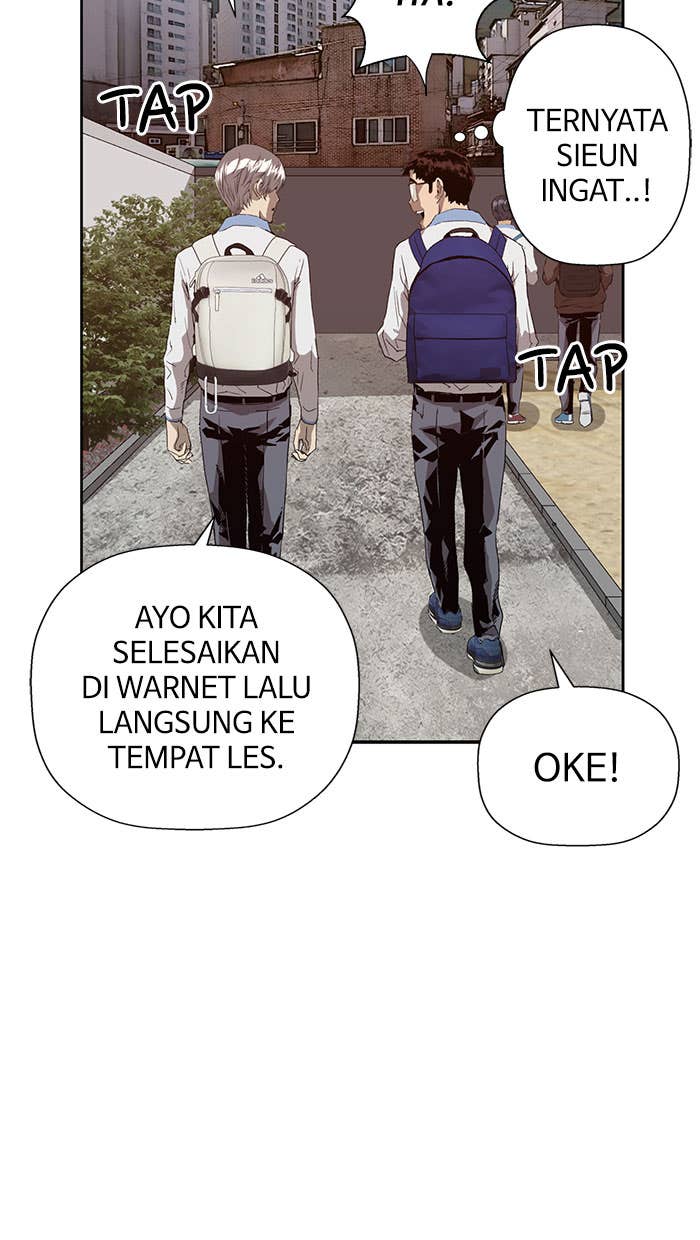 HA!
TAP
TERNYATA
SIEUN
INGAT..!
TAP
AYO KITA
SELESAIKAN
DI WARNET LALU
LANGSUNG KE
TEMPAT LES.
OKE!